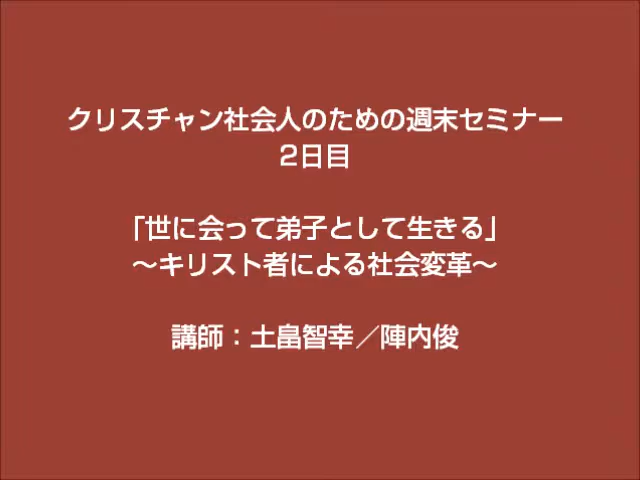 クリスチャン社会人のための週末セミナー
2日目
「世に会って弟子として生きる」
～キリスト者による社会変革～
講師：土畠智幸／陣内俊